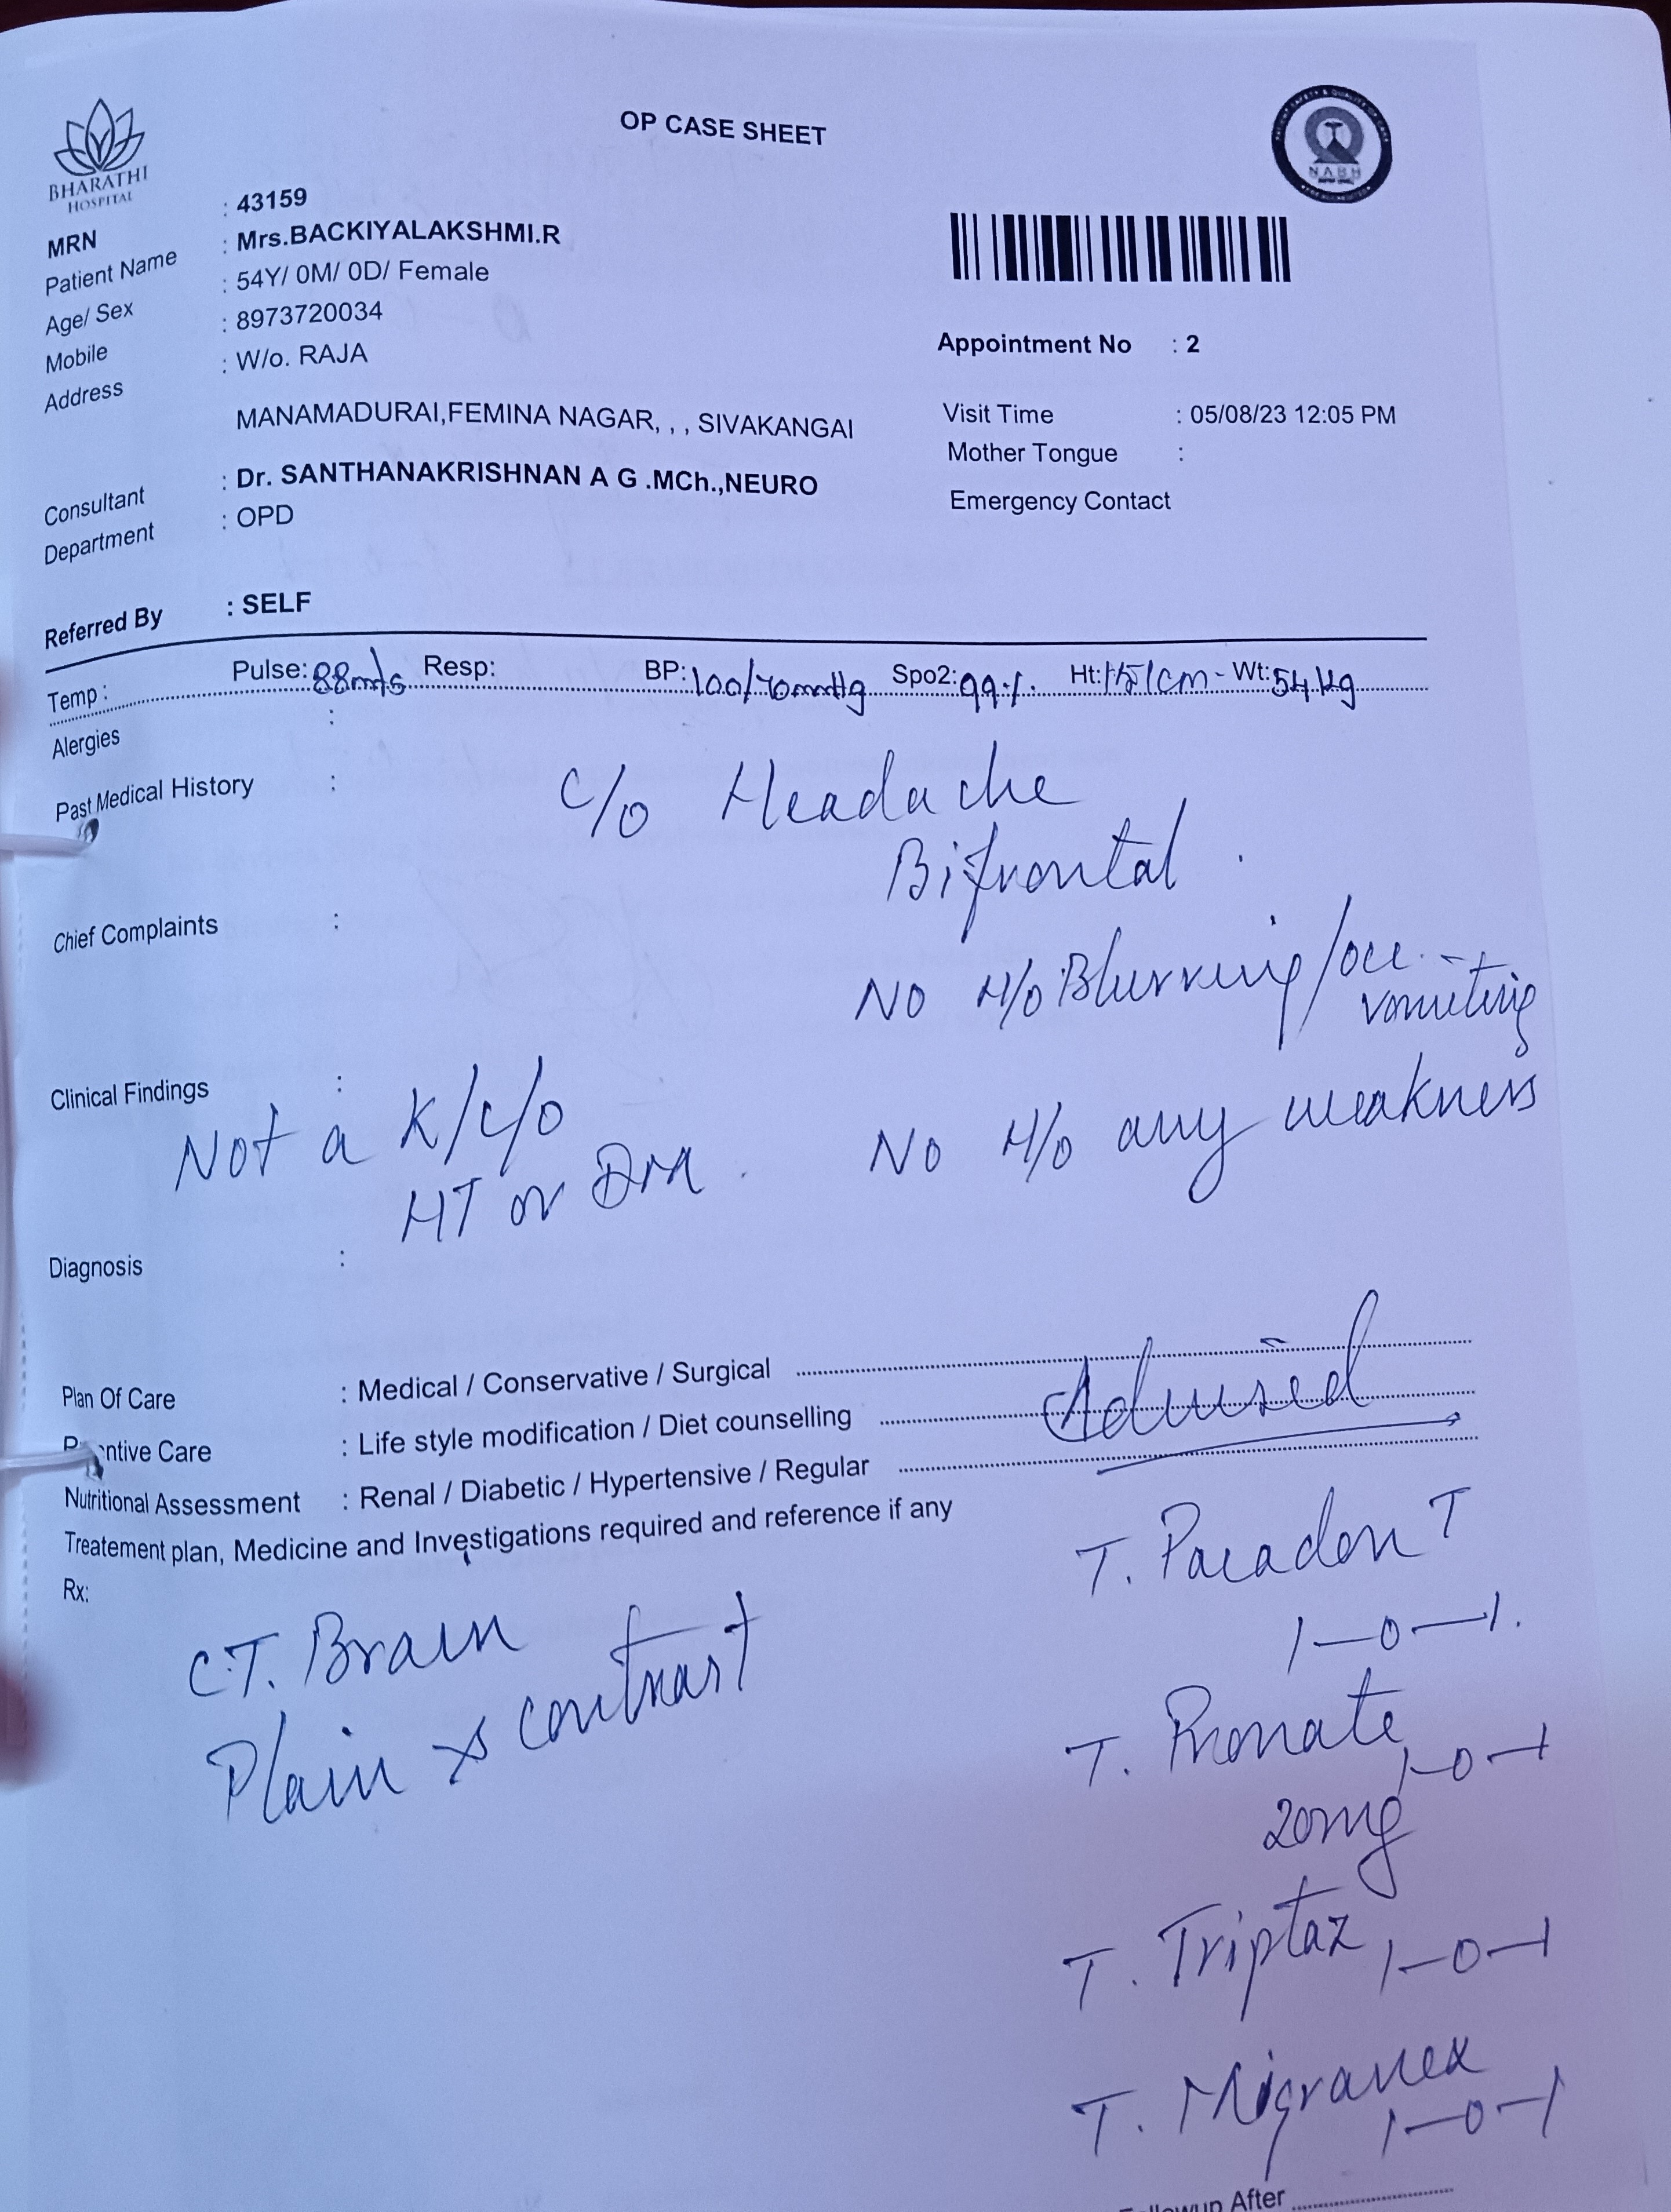 OP CASE SHEET
BHARATHI
HOSPITAL
NABH
MRN : 43159
Patient Name : Mrs.BACKIYALAKSHMI.R
Age/ Sex : 54Y/ 0M/ 0D/ Female
Mobile : 8973720034
Address : W/o. RAJA
Appointment No : 2
MANAMADURAI,FEMINA NAGAR, , , SIVAKANGAI
Visit Time : 05/08/23 12:05 PM
Mother Tongue :
Consultant : Dr. SANTHANAKRISHNAN A G .MCh.,NEURO
Emergency Contact
Department : OPD
Referred By : SELF
Temp : Pulse: 88 Resp: BP: 100/70mmHg Spo2: 99% Ht: 151cm - Wt: 54 kg
Alergies :
Past Medical History :
C/o Headache
Bifrontal
Chief Complaints :
No H/o Blurring / occ.
vomiting
Clinical Findings :
Not a K/c/o
HT or DM.
No H/o any weakness
Diagnosis :
Plan Of Care : Medical / Conservative / Surgical
Advised
Preventive Care : Life style modification / Diet counselling
Nutritional Assessment : Renal / Diabetic / Hypertensive / Regular
Treatement plan, Medicine and Investigations required and reference if any
Rx:
CT. Brain
Plain contrast
T. Paradon T
1-0-1.
T. Promate 1-0-1
20mg
T. Triptaz 1-0-1
T. Migranex
1-0-1
After